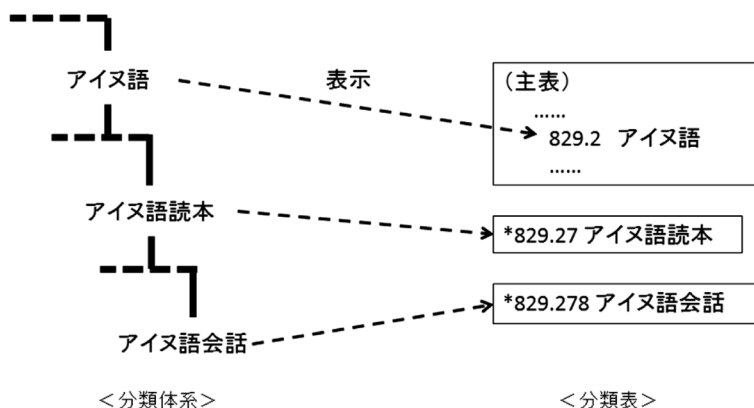 アイヌ語
表示
（主表）
……
829.2 アイヌ語
……
アイヌ語読本
*829.27 アイヌ語読本
アイヌ語会話
*829.278 アイヌ語会話
＜分類体系＞
＜分類表＞